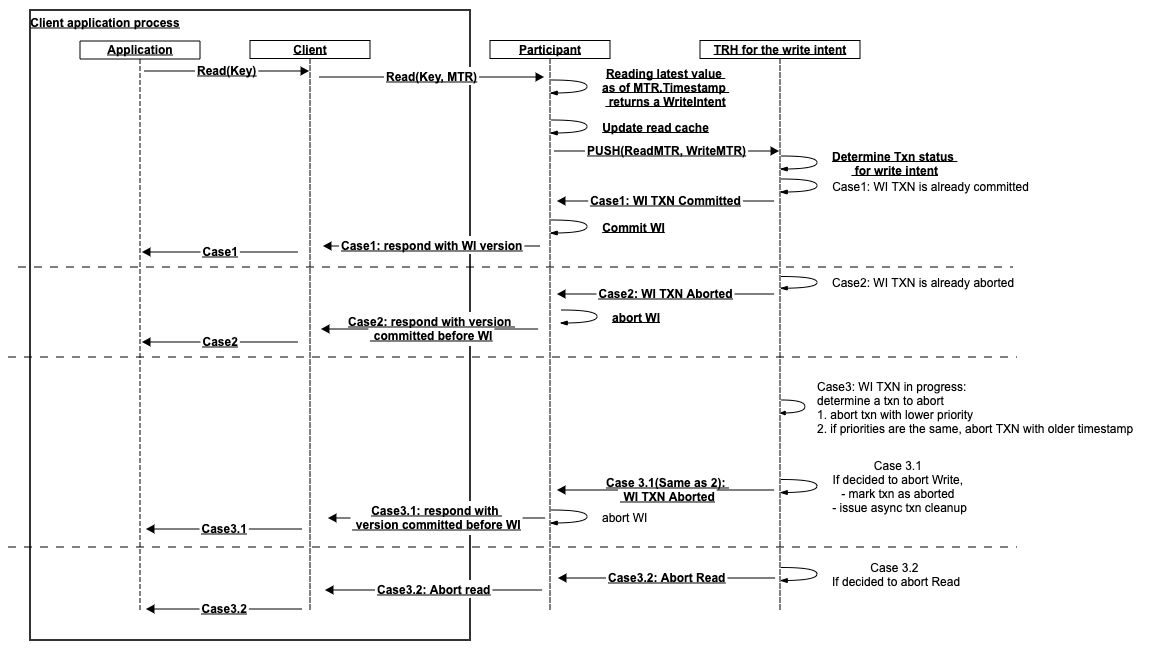 Client application process
Application
Client
Participant
TRH for the write intent
Read(Key)
Read(Key, MTR)
Reading latest value
as of MTR.Timestamp
returns a WriteIntent
Update read cache
PUSH(ReadMTR, WriteMTR)
Determine Txn status
for write intent
Case1: WI TXN is already committed
Case1: WI TXN Committed
Commit WI
Case1: respond with WI version
Case1
Case2: WI TXN is already aborted
Case2: WI TXN Aborted
abort WI
Case2: respond with version
committed before WI
Case2
Case3: WI TXN in progress:
determine a txn to abort
1. abort txn with lower priority
2. if priorities are the same, abort TXN with older timestamp
Case 3.1
If decided to abort Write,
- mark txn as aborted
- issue async txn cleanup
Case 3.1(Same as 2):
WI TXN Aborted
abort WI
Case3.1: respond with
version committed before WI
Case3.1
Case 3.2
If decided to abort Read
Case3.2: Abort Read
Case3.2: Abort read
Case3.2